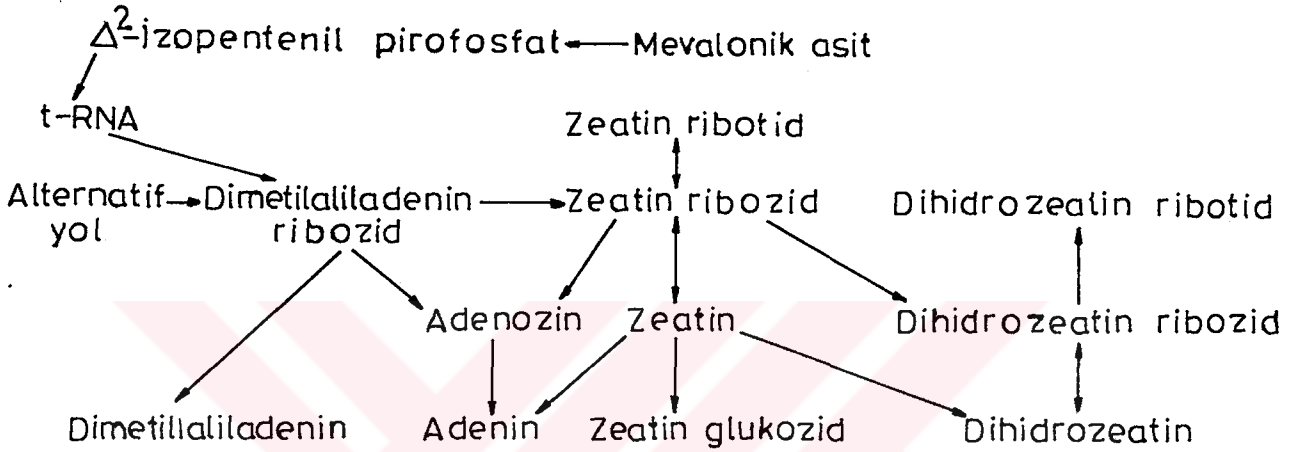 Δ²-izopentenil pirofosfat Mevalonik asit
t-RNA
Zeatin ribotid
Alternatif Dimetilaliladenin Zeatin ribozid Dihidrozeatin ribotid
yol ribozid
Adenozin Zeatin Dihidrozeatin ribozid
Dimetillaliladenin Adenin Zeatin glukozid Dihidrozeatin